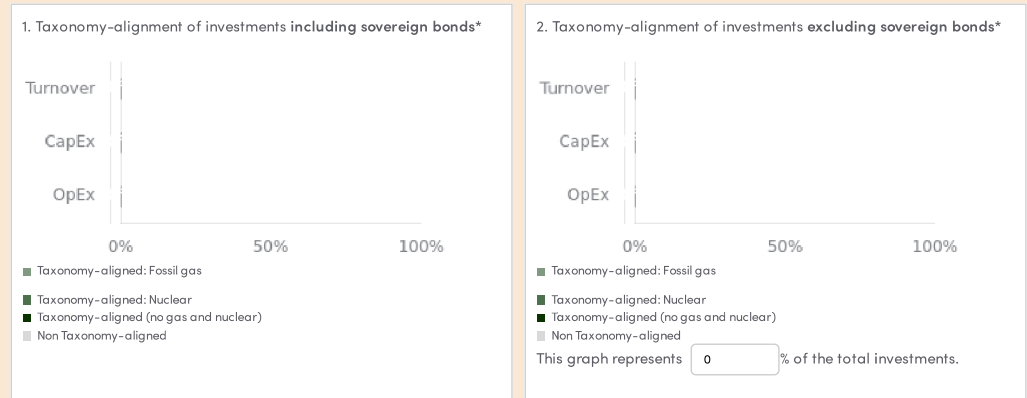 1. Taxonomy-alignment of investments including sovereign bonds*
Turnover
CapEx
OpEx
0% 50% 100%
Taxonomy-aligned: Fossil gas
Taxonomy-aligned: Nuclear
Taxonomy-aligned (no gas and nuclear)
Non Taxonomy-aligned
2. Taxonomy-alignment of investments excluding sovereign bonds*
Turnover
CapEx
OpEx
0% 50% 100%
Taxonomy-aligned: Fossil gas
Taxonomy-aligned: Nuclear
Taxonomy-aligned (no gas and nuclear)
Non Taxonomy-aligned
This graph represents 0 % of the total investments.